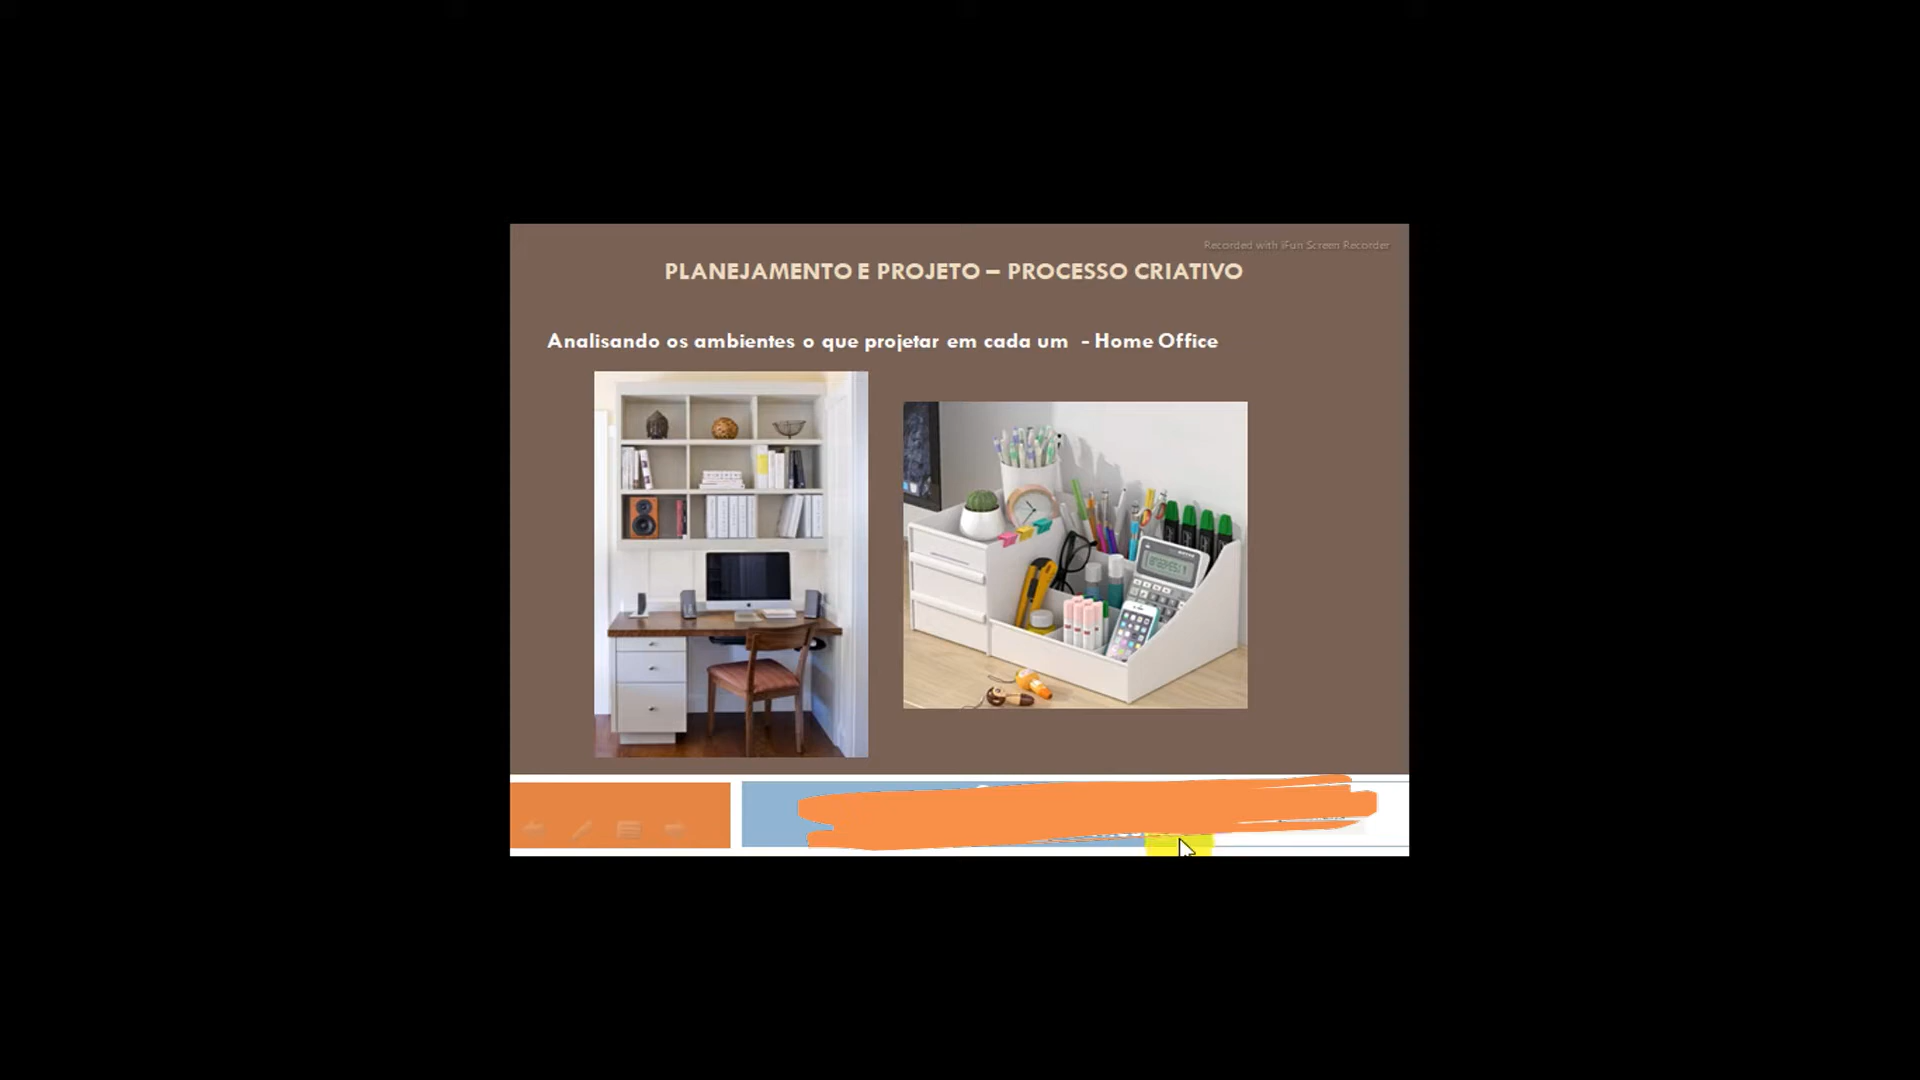 Recorded with iFun Screen Recorder
PLANEJAMENTO E PROJETO – PROCESSO CRIATIVO
Analisando os ambientes o que projetar em cada um - Home Office